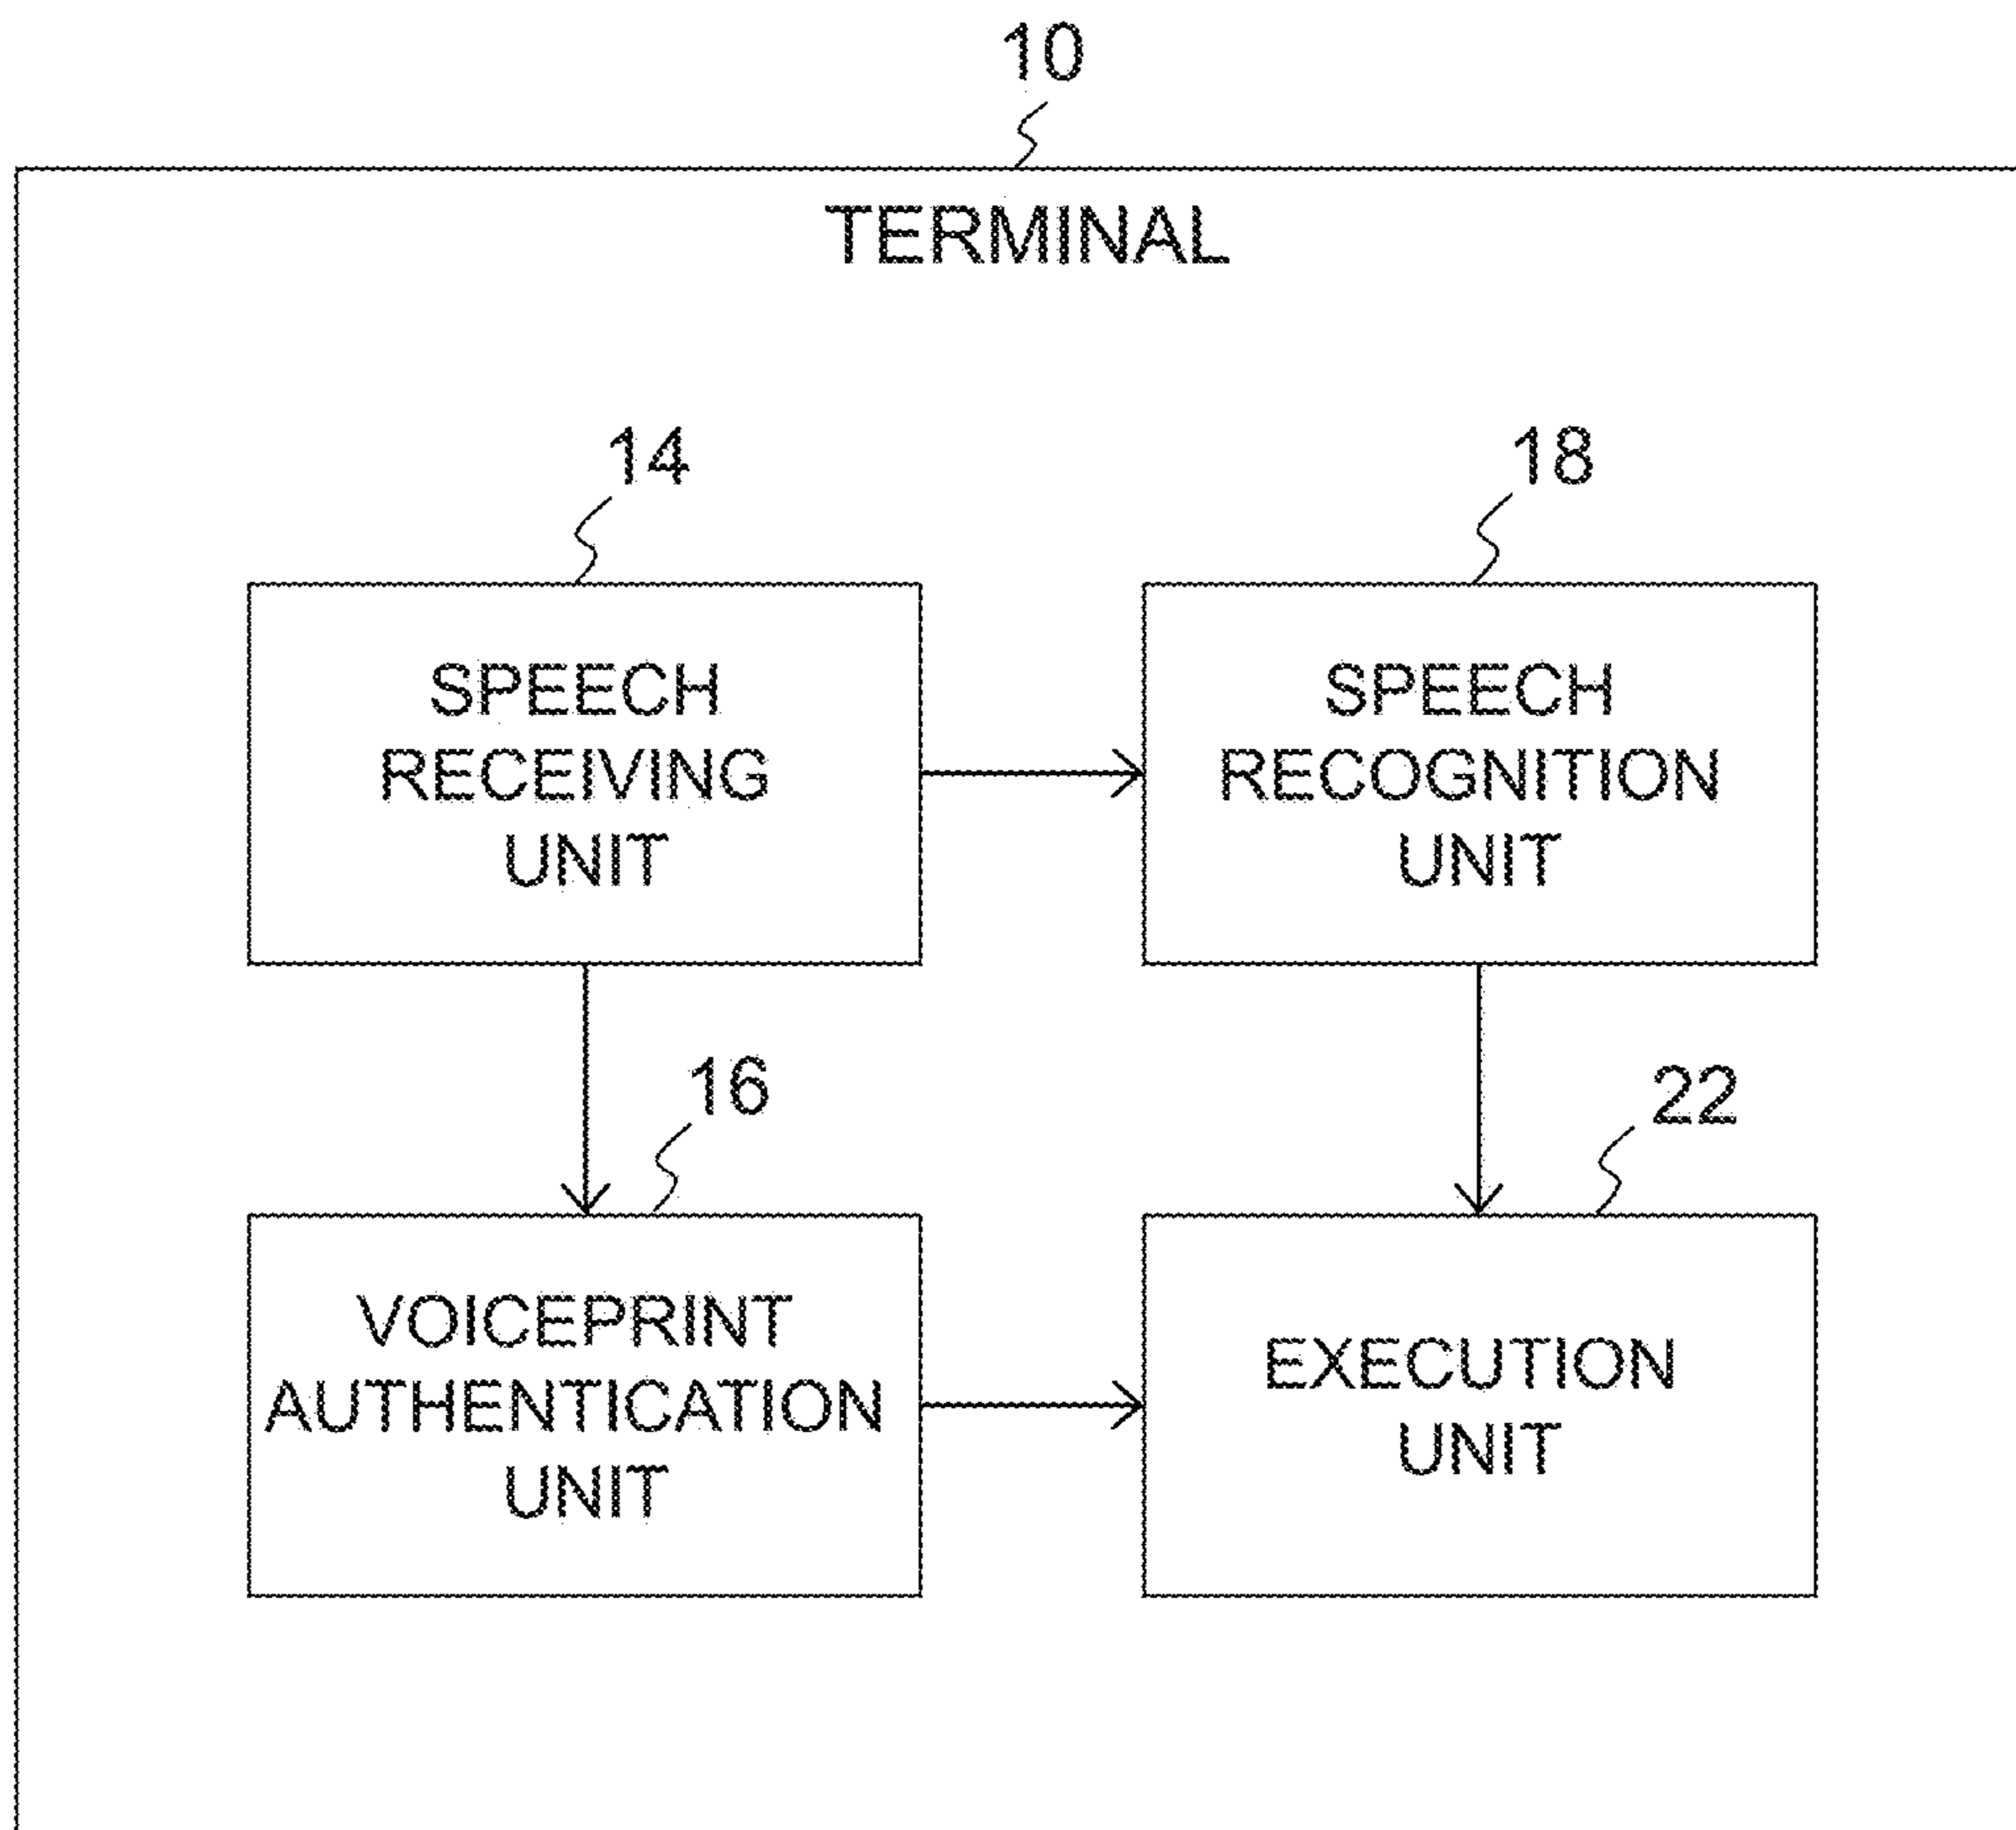 10
TERMINAL
14
18
SPEECH
RECEIVING
UNIT
SPEECH
RECOGNITION
UNIT
16
22
VOICEPRINT
AUTHENTICATION
UNIT
EXECUTION
UNIT